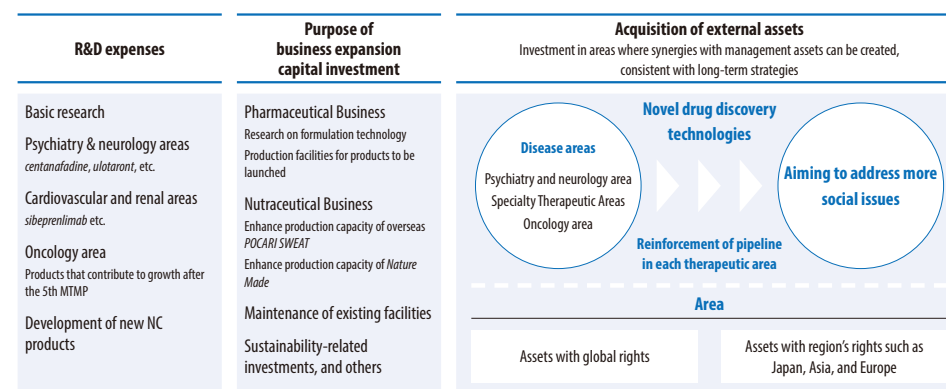 R&D expenses
Basic research
Psychiatry & neurology areas
centanafadine, ulotaront, etc.
Cardiovascular and renal areas
sibeprenlimab etc.
Oncology area
Products that contribute to growth after
the 5th MTMP
Development of new NC
products
Purpose of
business expansion
capital investment
Pharmaceutical Business
Research on formulation technology
Production facilities for products to be
launched
Nutraceutical Business
Enhance production capacity of overseas
POCARI SWEAT
Enhance production capacity of Nature
Made
Maintenance of existing facilities
Sustainability-related
investments, and others
Acquisition of external assets
Investment in areas where synergies with management assets can be created,
consistent with long-term strategies
Disease areas
Psychiatry and neurology area
Specialty Therapeutic Areas
Oncology area
Novel drug discovery
technologies
Reinforcement of pipeline
in each therapeutic area
Aiming to address more
social issues
Area
Assets with global rights
Assets with region's rights such as
Japan, Asia, and Europe